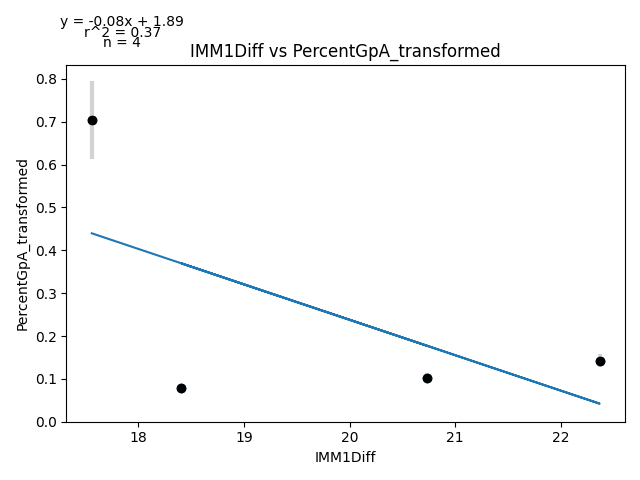 y = -0.08x + 1.89
r^2 = 0.37
n = 4
IMM1Diff vs PercentGpA_transformed
0.8
0.7
0.6
0.5
0.4
0.3
0.2
0.1
0.0
PercentGpA_transformed
18 19 20 21 22
IMM1Diff